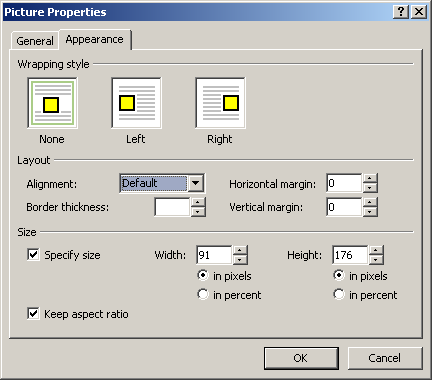 Picture Properties
General Appearance
Wrapping style
None Left Right
Layout
Alignment: Default Horizontal margin: 0
Border thickness: Vertical margin: 0
Size
Specify size Width: 91 Height: 176
in pixels in pixels
in percent in percent
Keep aspect ratio
OK Cancel